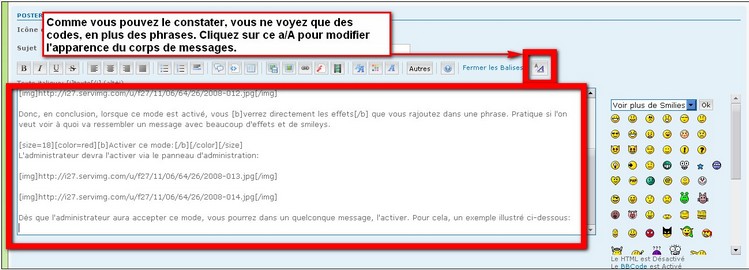 POSTER
Comme vous pouvez le constater, vous ne voyez que des
codes, en plus des phrases. Cliquez sur ce a/A pour modifier
l'apparence du corps de messages.
Icône
Sujet
Autres
Fermer les Balises
[img]http://i27.servimg.com/u/f27/11/06/64/26/2008-012.jpg[/img]
Donc, en conclusion, lorsque ce mode est activé, vous [b]verrez directement les effets[/b] que vous rajoutez dans une phrase. Pratique si l'on
veut voir à quoi va ressembler un message avec beaucoup d'effets et de smileys.
[size=18][color=red][b]Activer ce mode:[/b][/color][/size]
L'administrateur devra l'activer via le panneau d'administration:
[img]http://i27.servimg.com/u/f27/11/06/64/26/2008-013.jpg[/img]
[img]http://i27.servimg.com/u/f27/11/06/64/26/2008-014.jpg[/img]
Dès que l'administrateur aura accepter ce mode, vous pourrez dans un quelconque message, l'activer. Pour cela, un exemple illustré ci-dessous:
Voir plus de Smilies
Ok
Le HTML est Désactivé
Le BBCode est Activé